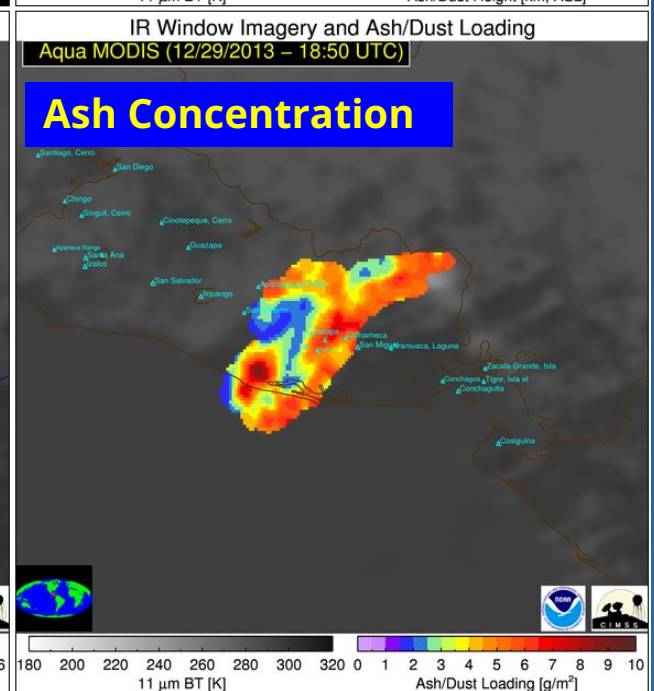 IR Window Imagery and Ash/Dust Loading
Aqua MODIS (12/29/2013 – 18:50 UTC)
Ash Concentration
Santiago, Cerro
San Diego
Chingo
Singuil, Cerro
Cinotepeque, Cerro
Apaneca Range
Guazapa
Santa Ana
Izalco
San Salvador
Ilopango
Chinameca
San Miguel
Aramuaca, Laguna
Zacate Grande, Isla
Conchagua
Tigre, Isla el
Conchaguita
Cosiguina
NOAA
CIMSS
180 200 220 240 260 280 300 320 0 1 2 3 4 5 6 7 8 9 10
11 μm BT [K] Ash/Dust Loading [g/m²]